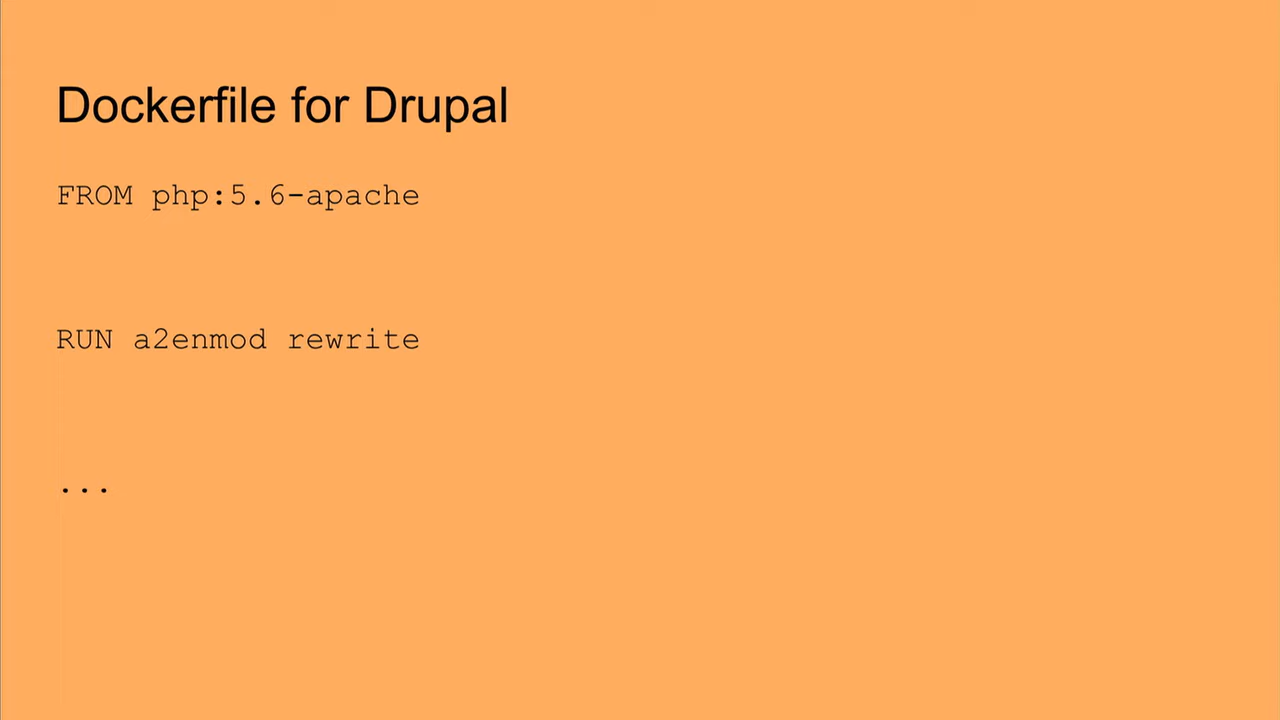 Dockerfile for Drupal
FROM php:5.6-apache
RUN a2enmod rewrite
...